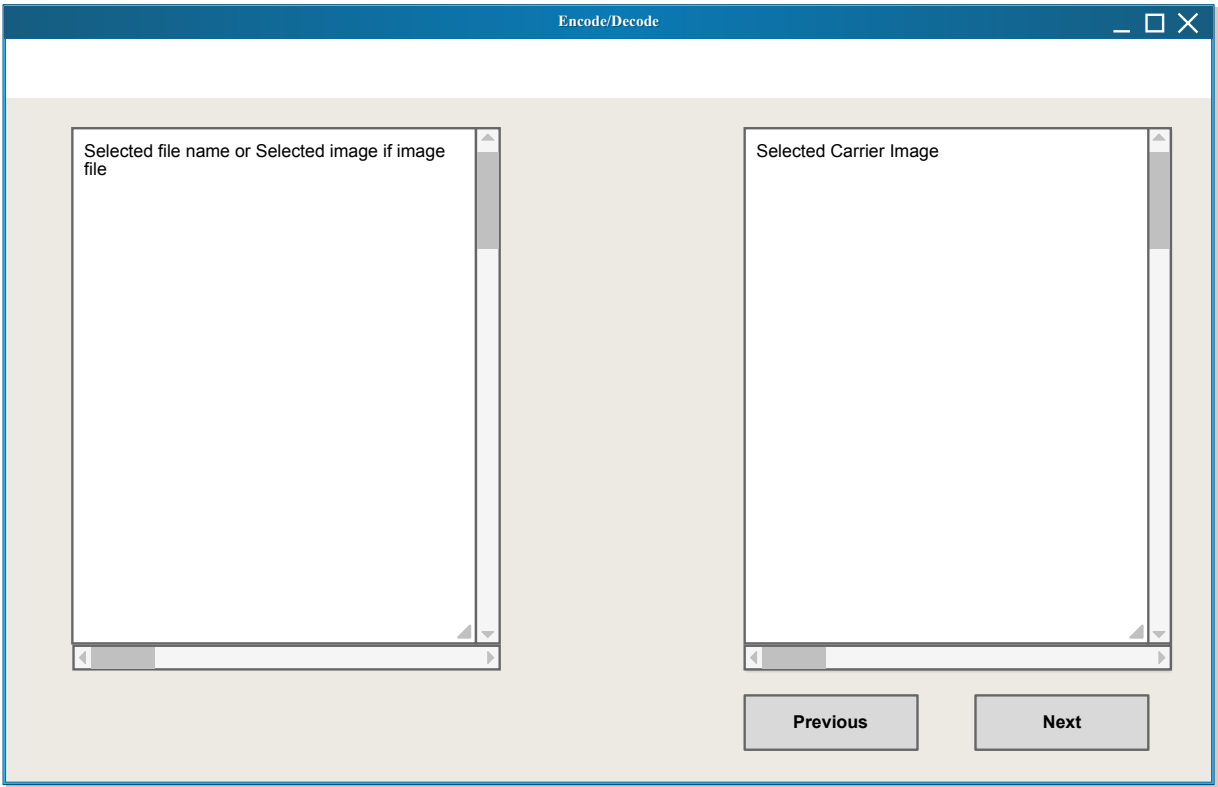 Encode/Decode
Selected file name or Selected image if image
file
Selected Carrier Image
Previous
Next